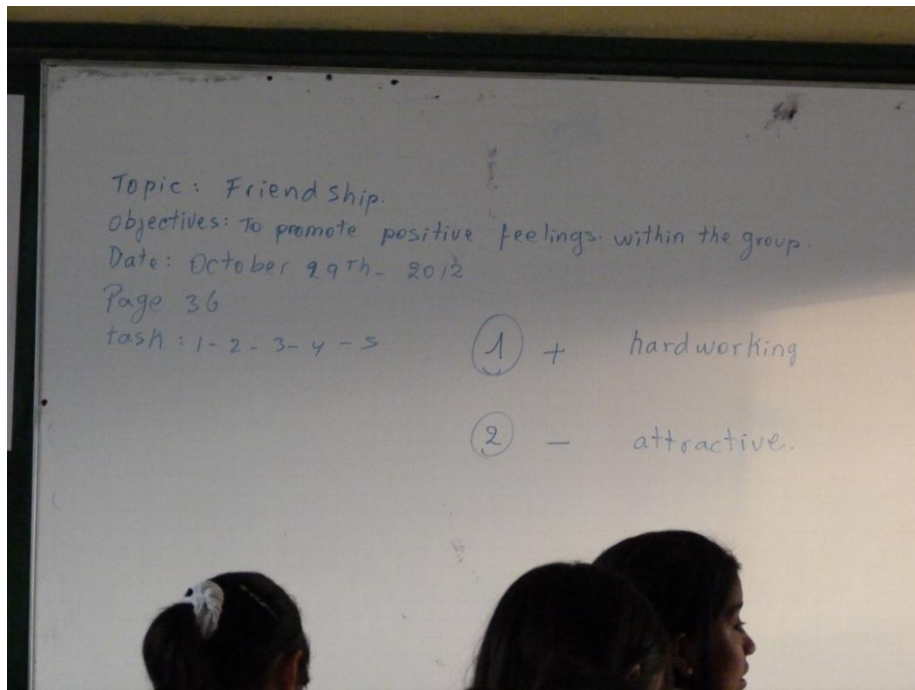 Topic: Friendship.
Objectives: To promote positive feelings. within the group.
Date: October 29Th- 2012
Page 36
task: 1- 2- 3- 4 - 5
1 + hardworking
2 - attractive.